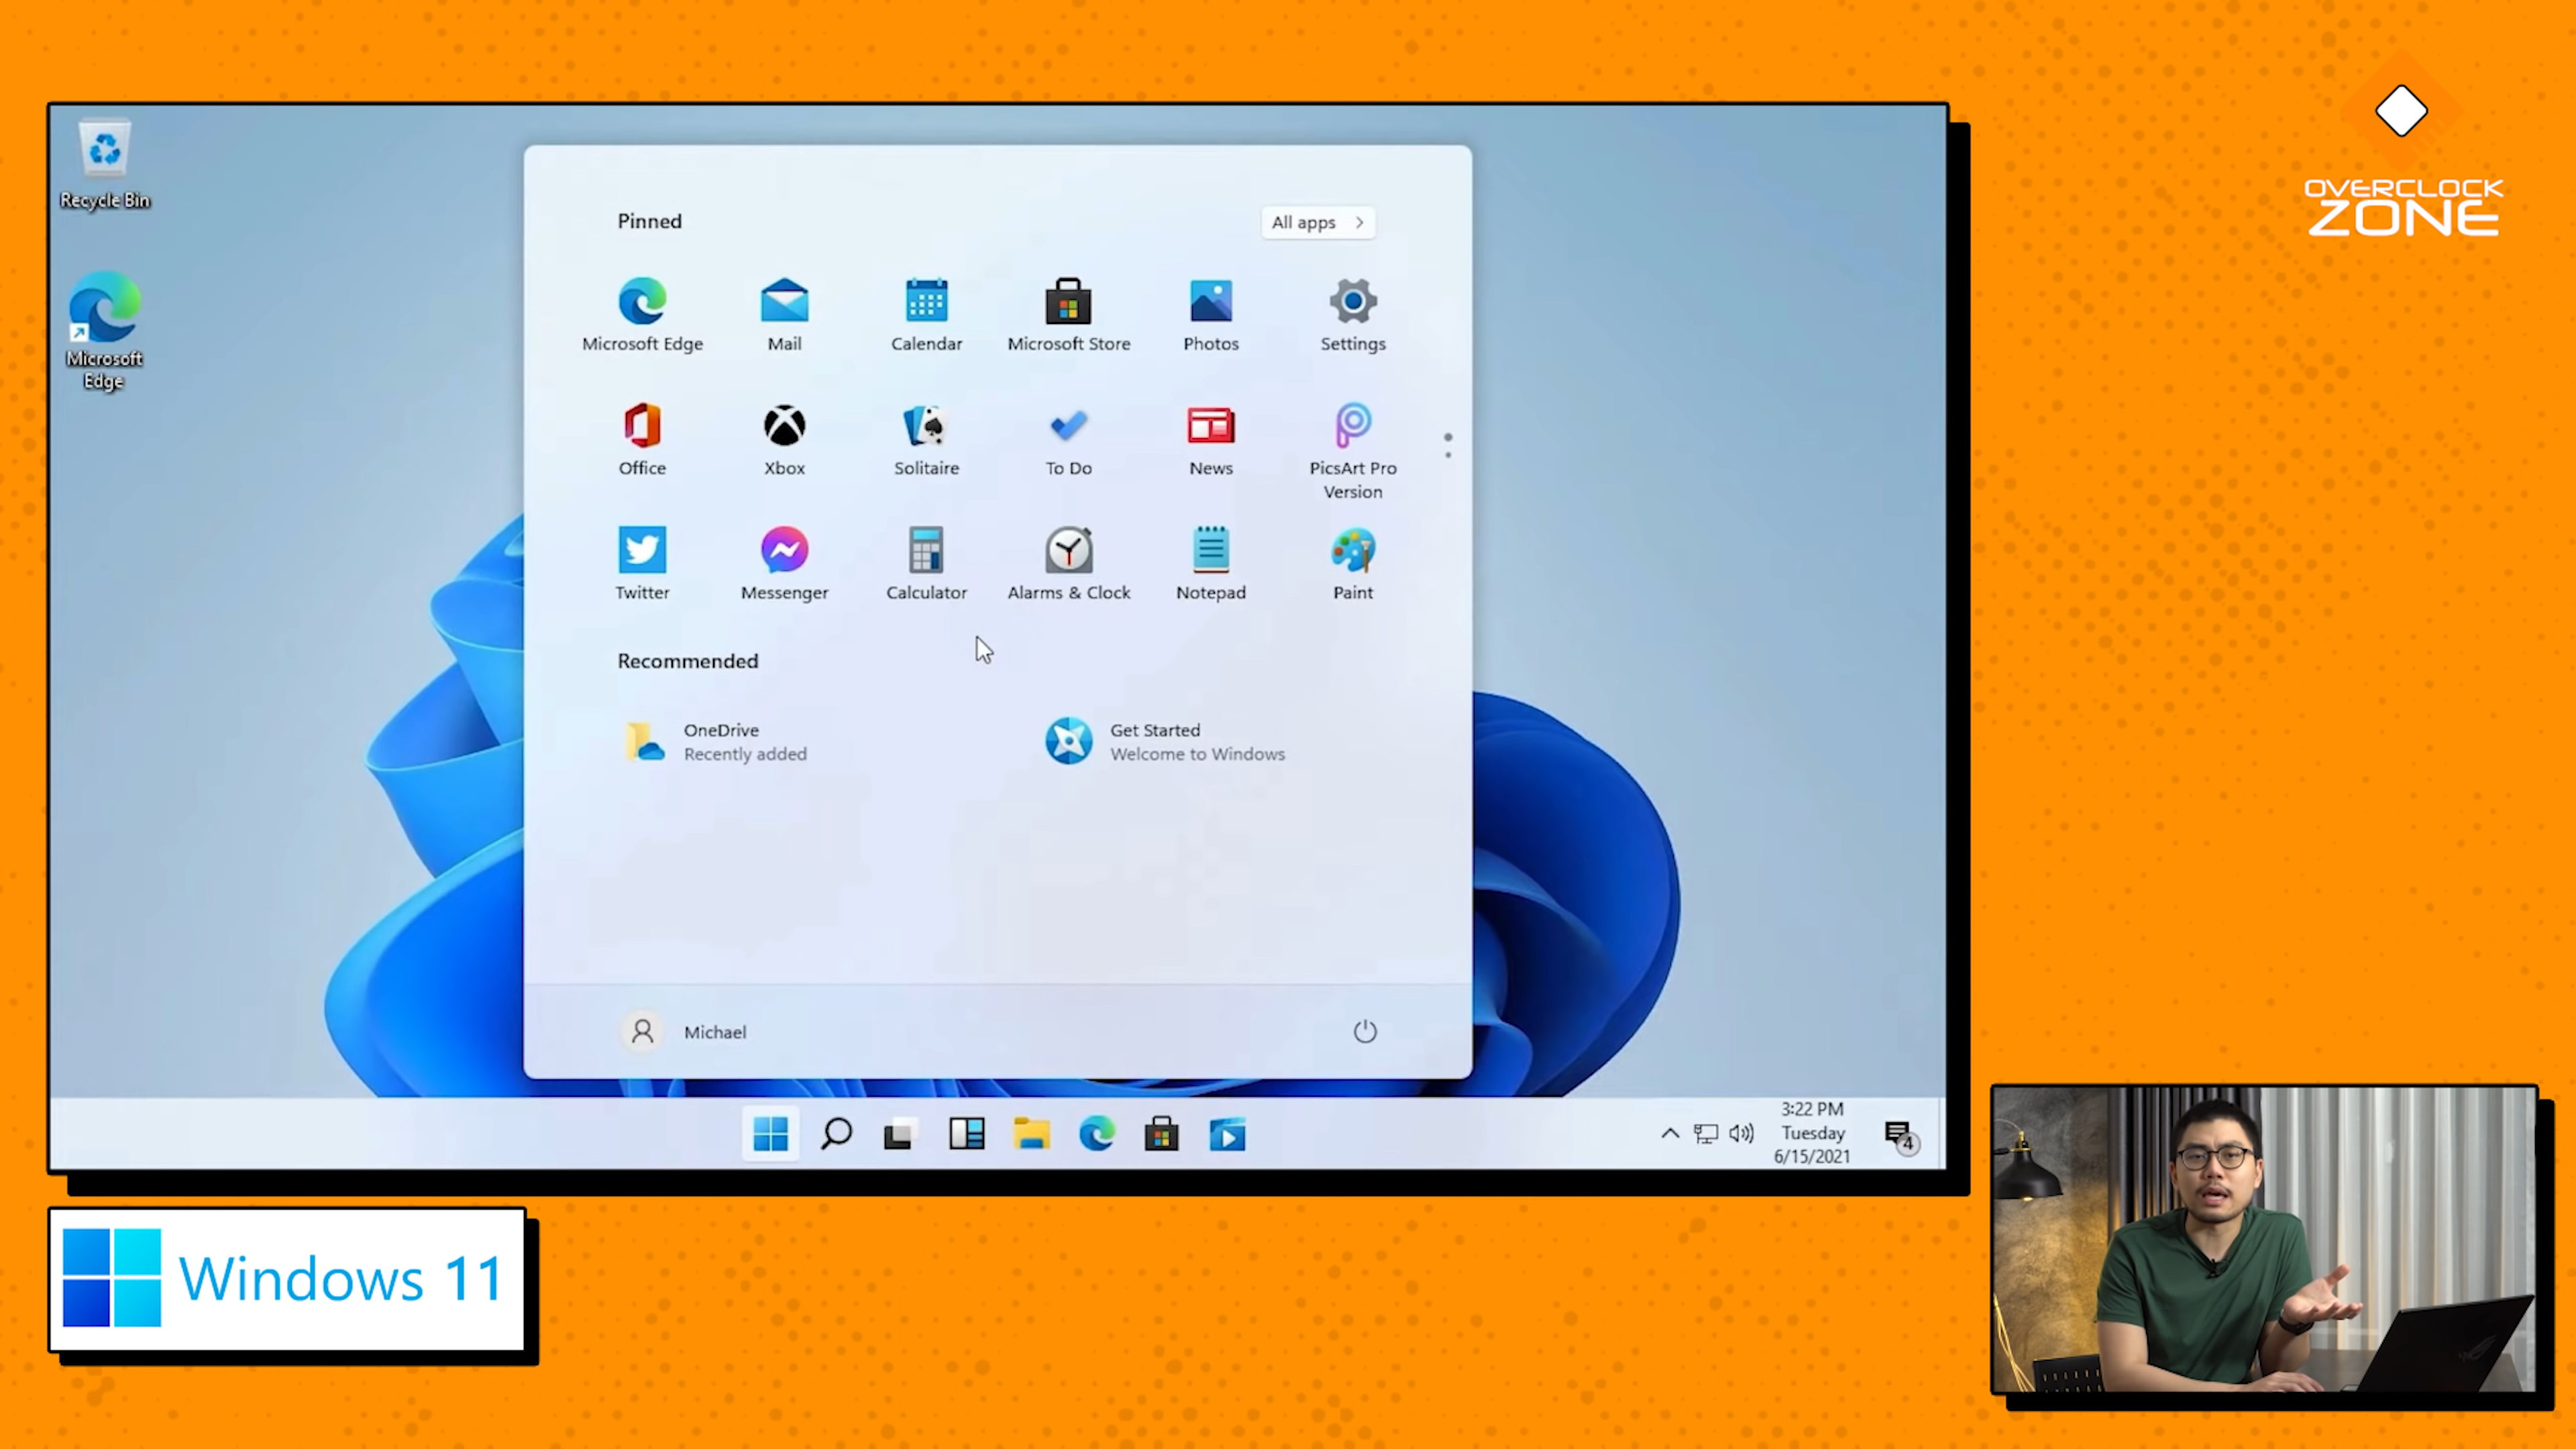 OVERCLOCK
ZONE
Recycle Bin
Microsoft
Edge
Pinned
All apps
Microsoft Edge
Mail
Calendar
Microsoft Store
Photos
Settings
Office
Xbox
Solitaire
To Do
News
PicsArt Pro
Version
Twitter
Messenger
Calculator
Alarms & Clock
Notepad
Paint
Recommended
OneDrive
Recently added
Get Started
Welcome to Windows
Michael
3:22 PM
Tuesday
6/15/2021
4
Windows 11